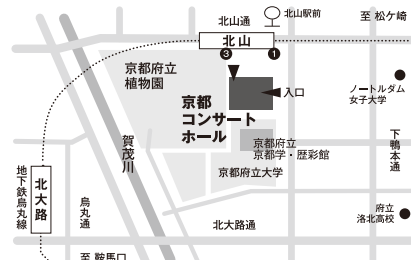 北山通
北山駅前
至 松ケ崎
北山
3
1
京都府立
植物園
入口
京都
コンサート
ホール
ノートルダム
女子大学
賀茂川
京都府立
京都学・歴彩館
下鴨本通
京都府立大学
地下鉄烏丸線
北大路
烏丸通
北大路通
府立
洛北高校
至 鞍馬口